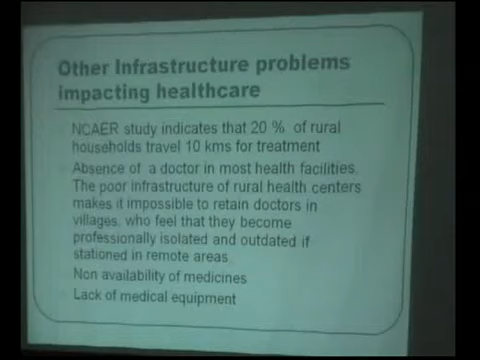 Other Infrastructure problems
impacting healthcare
NCAER study indicates that 20 % of rural
households travel 10 kms for treatment
Absence of a doctor in most health facilities.
The poor infrastructure of rural health centers
makes it impossible to retain doctors in
villages, who feel that they become
professionally isolated and outdated if
stationed in remote areas.
Non availability of medicines
Lack of medical equipment